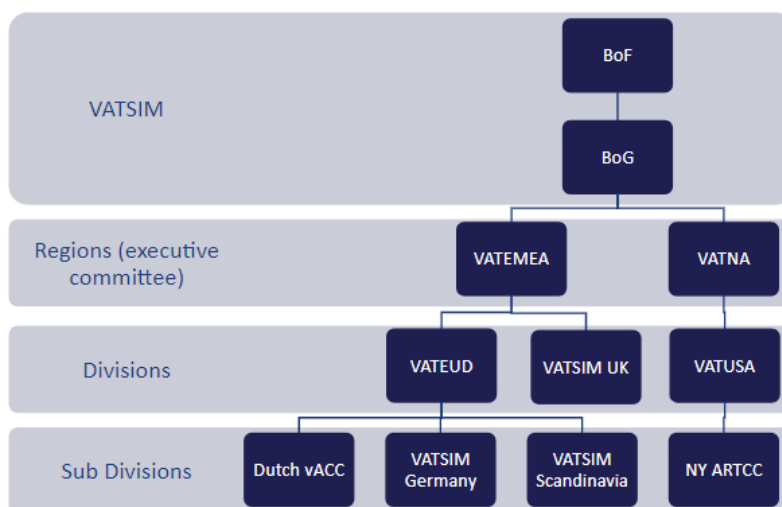 BoF
VATSIM
BoG
Regions (executive
committee)
VATEMEA
VATNA
Divisions
VATEUD
VATSIM UK
VATUSA
Sub Divisions
Dutch vACC
VATSIM
Germany
VATSIM
Scandinavia
NY ARTCC